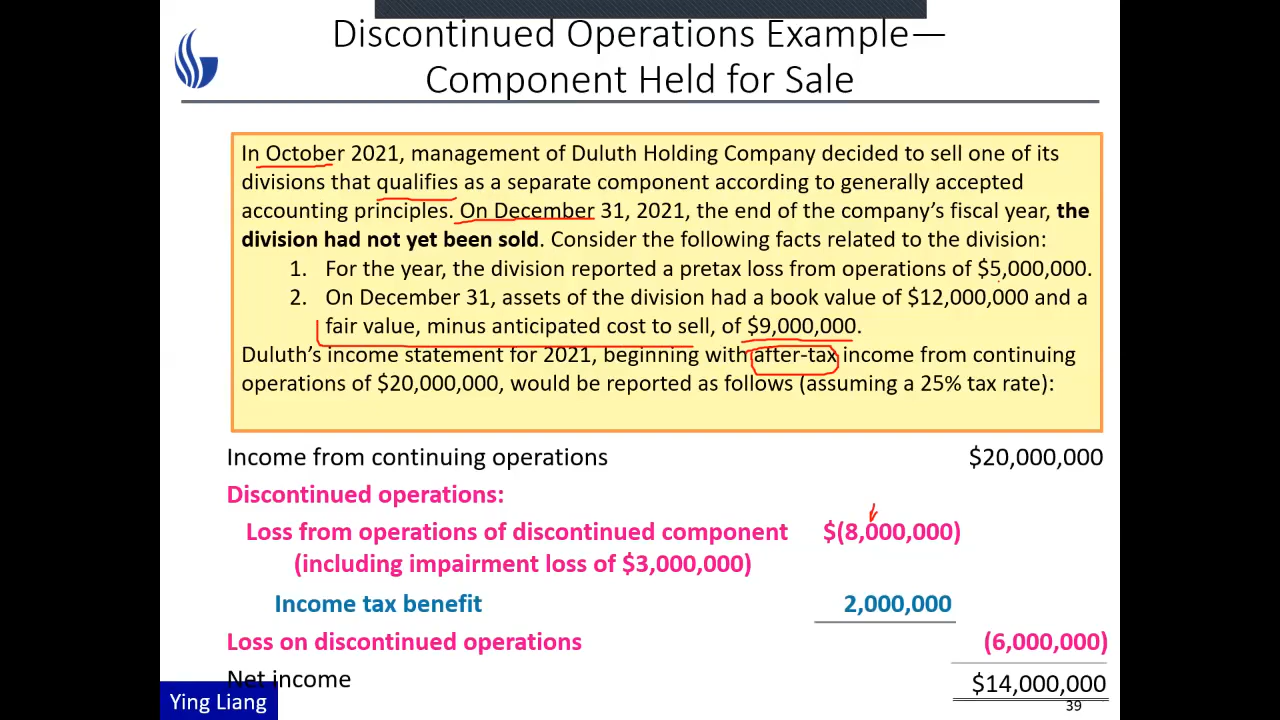 Discontinued Operations Example—
Component Held for Sale
In October 2021, management of Duluth Holding Company decided to sell one of its
divisions that qualifies as a separate component according to generally accepted
accounting principles. On December 31, 2021, the end of the company's fiscal year, the
division had not yet been sold. Consider the following facts related to the division:
1. For the year, the division reported a pretax loss from operations of $5,000,000.
2. On December 31, assets of the division had a book value of $12,000,000 and a
fair value, minus anticipated cost to sell, of $9,000,000.
Duluth's income statement for 2021, beginning with after-tax income from continuing
operations of $20,000,000, would be reported as follows (assuming a 25% tax rate):
Income from continuing operations $20,000,000
Discontinued operations:
Loss from operations of discontinued component $(8,000,000)
(including impairment loss of $3,000,000)
Income tax benefit 2,000,000
Loss on discontinued operations (6,000,000)
Net income $14,000,000
Ying Liang
39